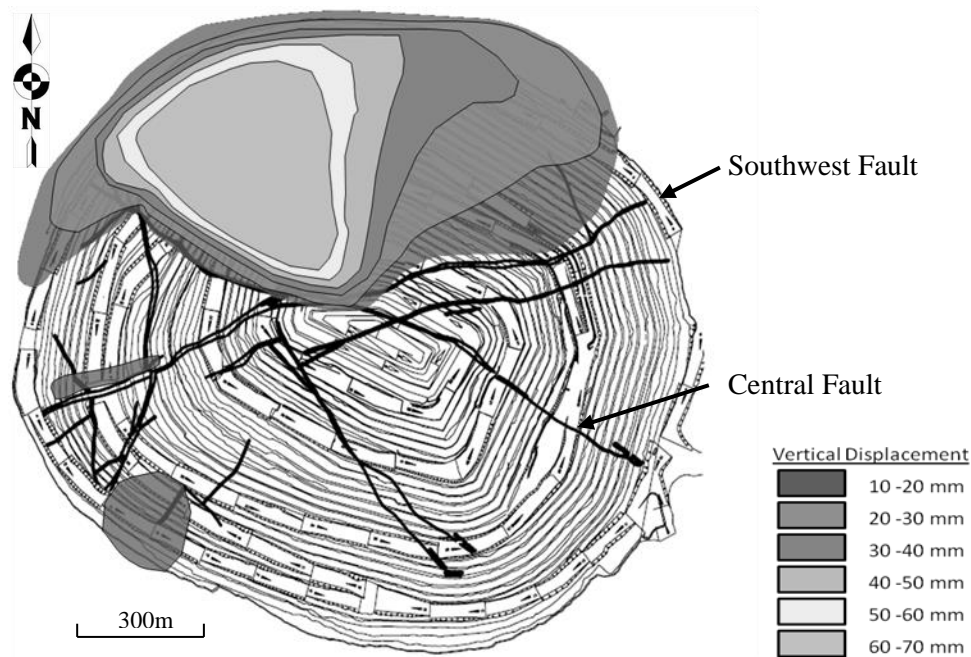 N
Southwest Fault
Central Fault
Vertical Displacement
10 -20 mm
20 -30 mm
30 -40 mm
40 -50 mm
50 -60 mm
60 -70 mm
300m